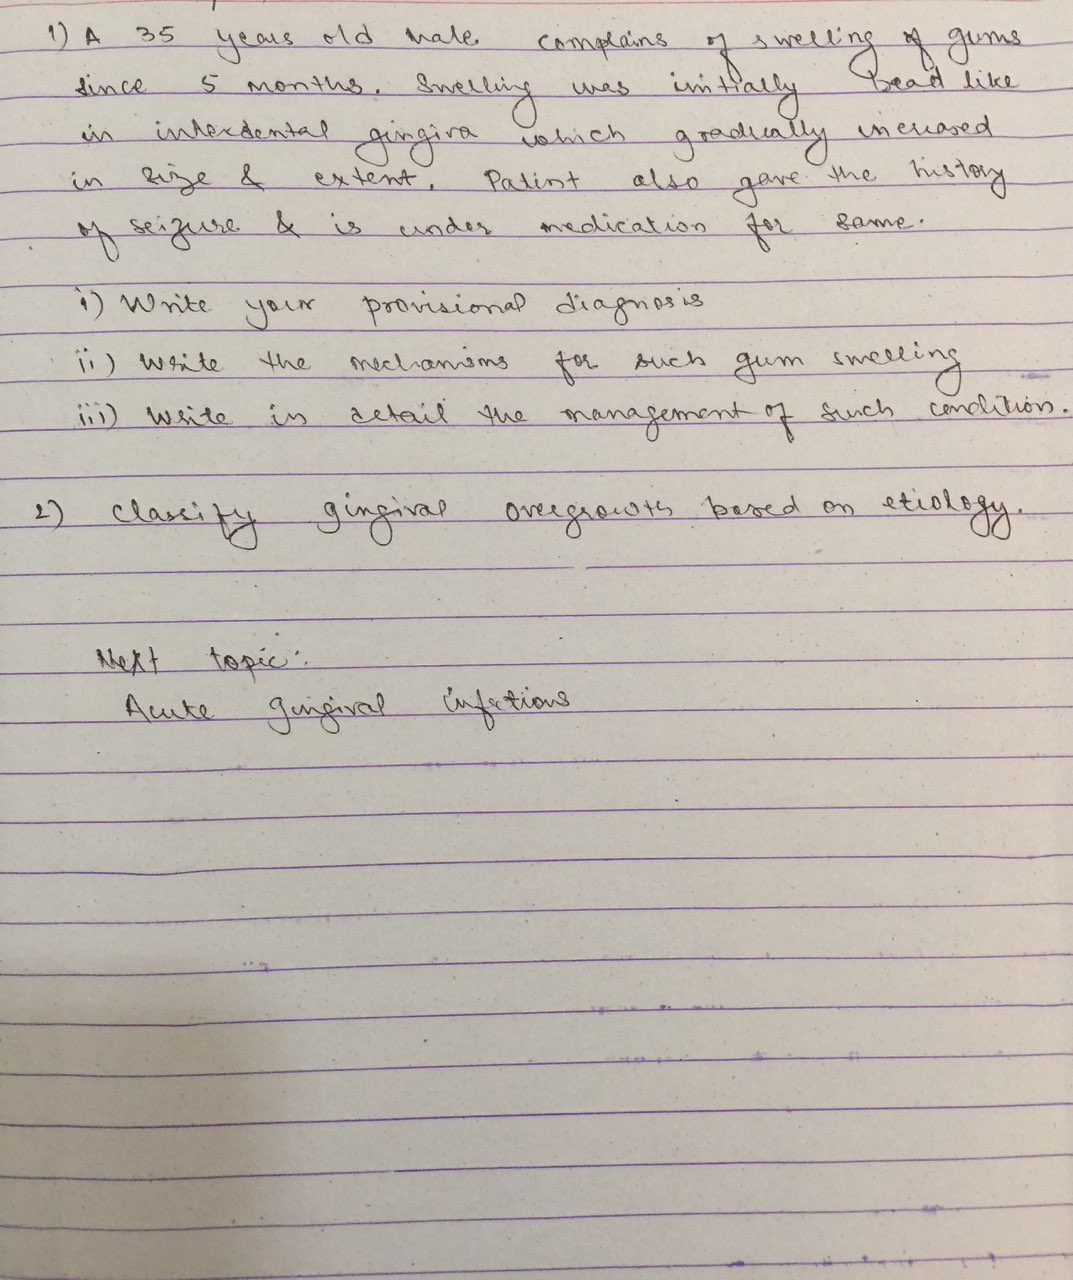 1) A 35 years old male complains of swelling of gums
since 5 months. Swelling was initially bead like
in interdental gingiva which gradually increased
in size & extent. Patint also gave the history
of seizure & is under medication for same.
i) Write your provisional diagnosis
ii) Write the mechanisms for such gum swelling
iii) Write in detail the management of such condition.
2) Classify gingival overgrowth based on etiology.
Next topic:
Acute gingival infections